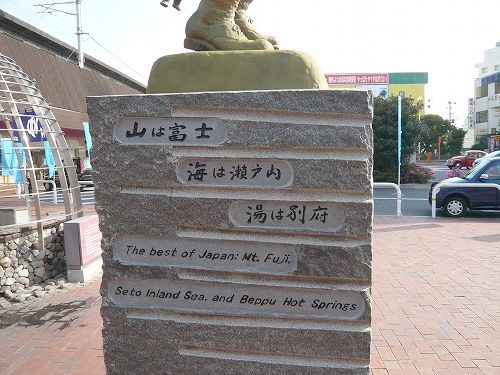 山は富士
海は瀬戸内
湯は別府
The best of Japan: Mt. Fuji.
Seto Inland Sea. and Beppu Hot Springs